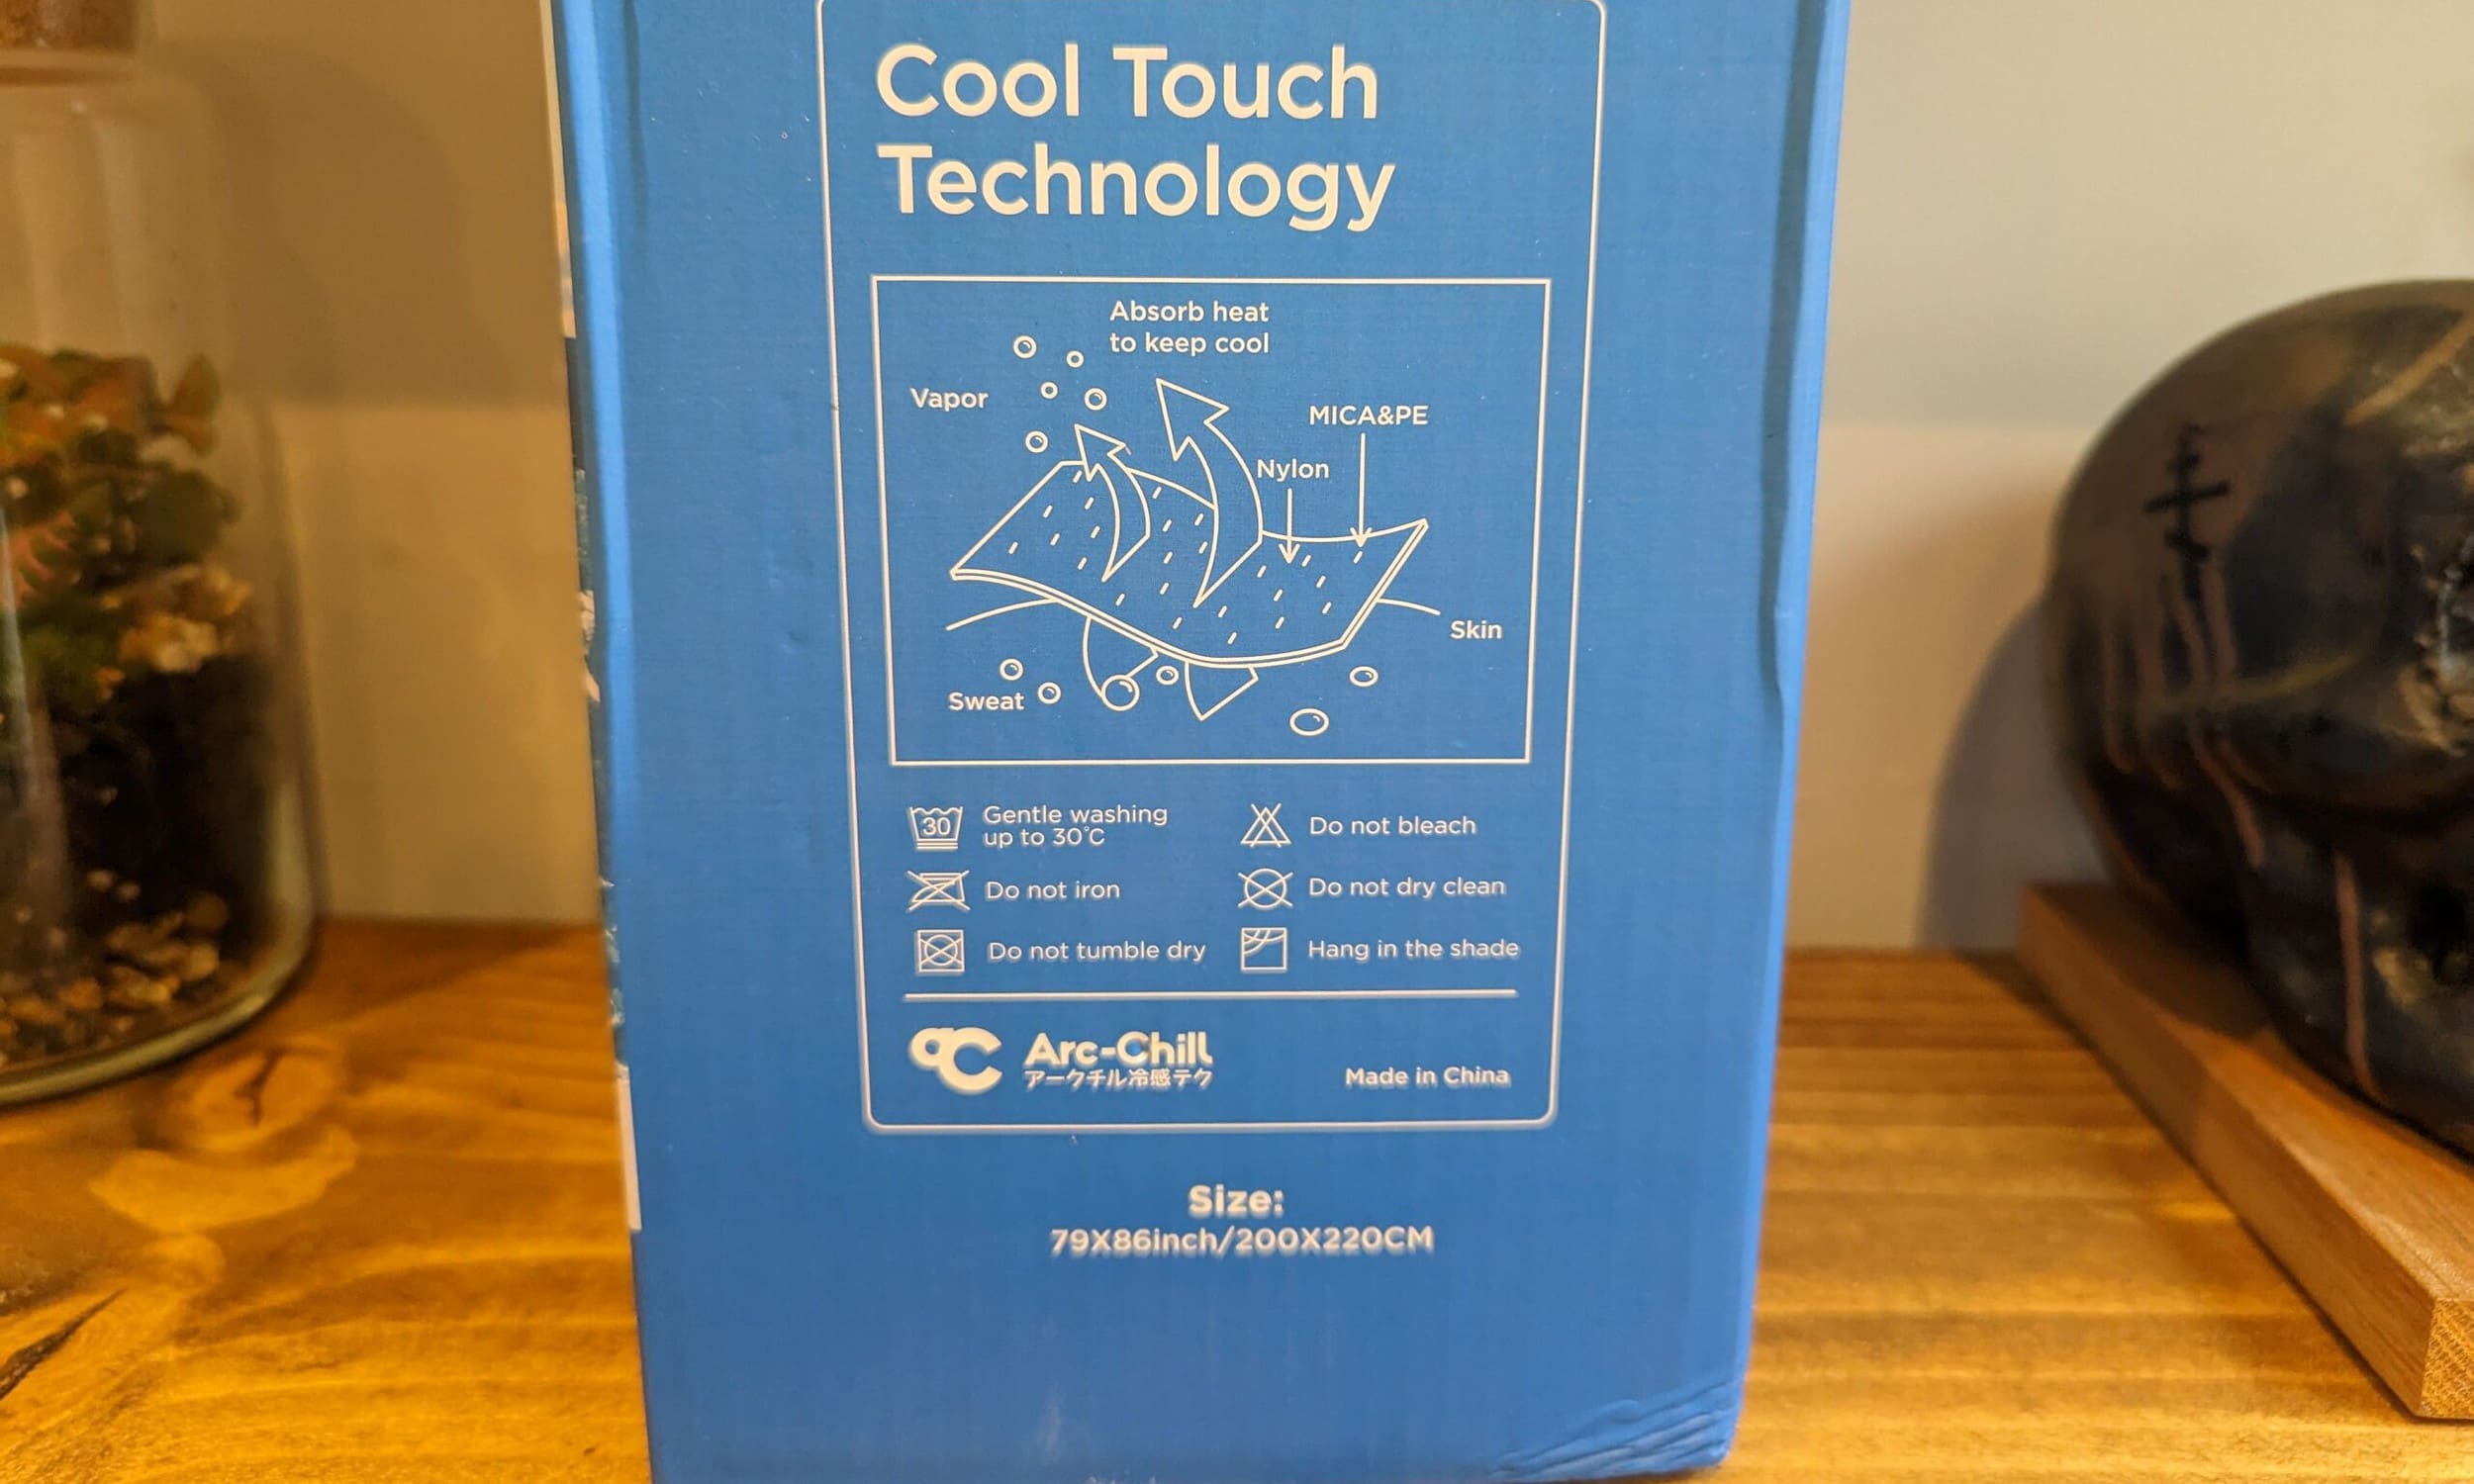 Cool Touch
Technology
Absorb heat
to keep cool
Vapor
MICA&PE
Nylon
Skin
Sweat
30
Gentle washing
up to 30°C
Do not bleach
Do not iron
Do not dry clean
Do not tumble dry
Hang in the shade
Arc-Chill
アークチル冷感テク
Made in China
Size:
79X86inch/200X220CM